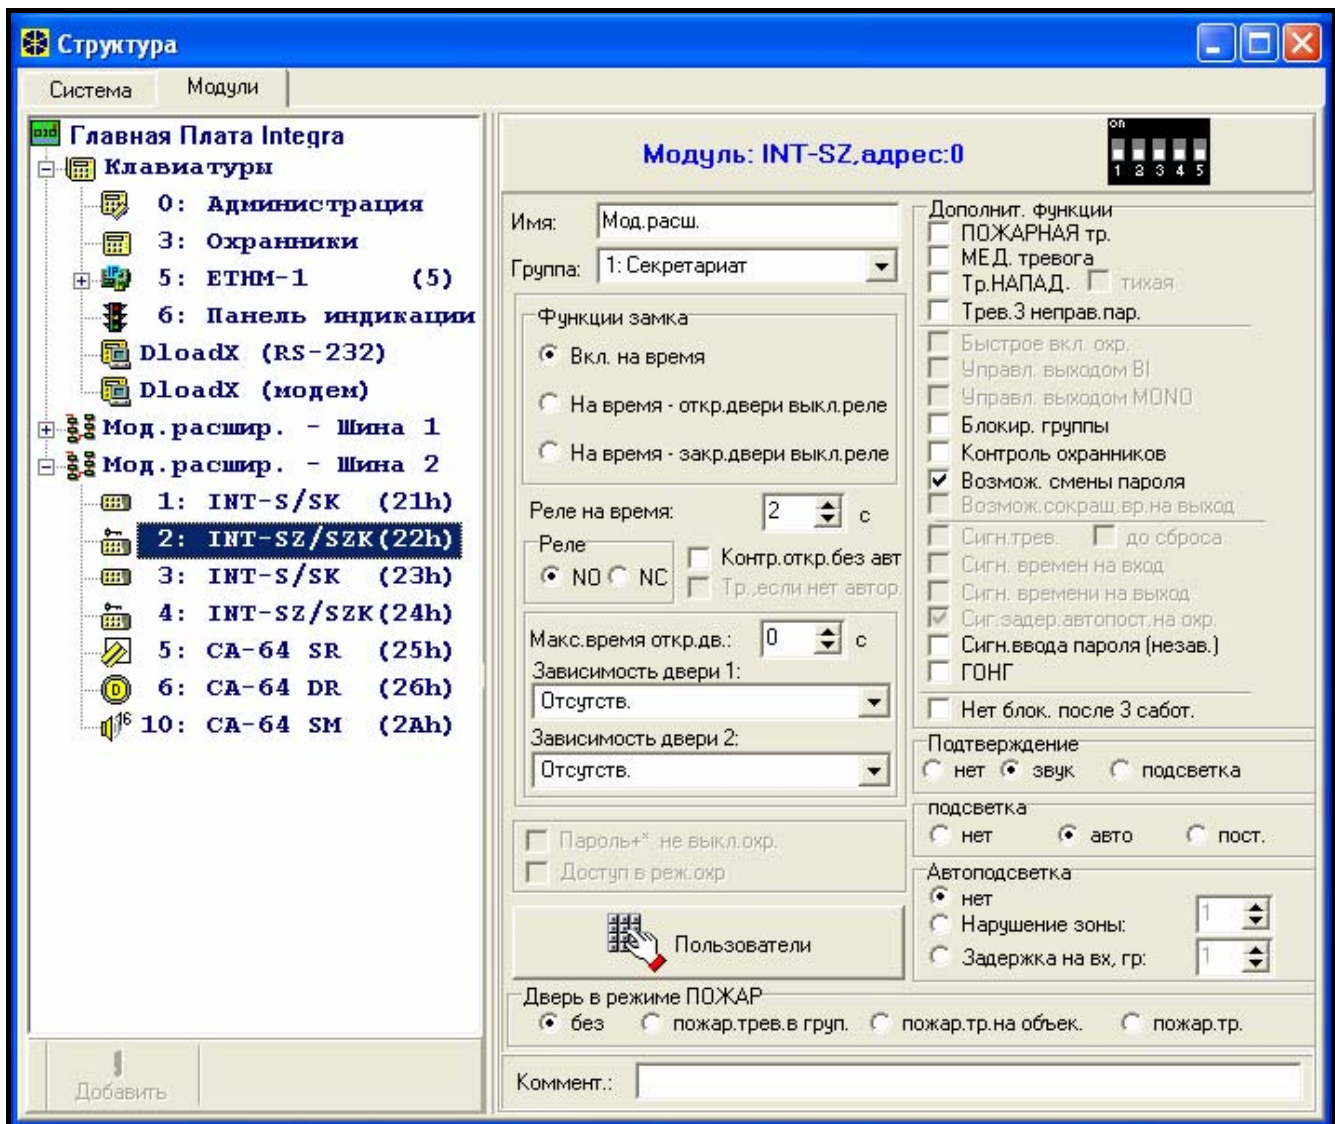 Структура
Система Модули
Главная Плата Integra
Клавиатуры
0: Администрация
3: Охранники
5: ETHM-1 (5)
6: Панель индикации
DloadX (RS-232)
DloadX (модем)
Мод.расшир. - Шина 1
Мод.расшир. - Шина 2
1: INT-S/SK (21h)
2: INT-SZ/SZK(22h)
3: INT-S/SK (23h)
4: INT-SZ/SZK(24h)
5: CA-64 SR (25h)
6: CA-64 DR (26h)
10: CA-64 SM (2Ah)
Добавить
Модуль: INT-SZ,адрес:0
on
1 2 3 4 5
Имя: Мод.расш.
Группа: 1: Секретариат
Функции замка
Вкл. на время
На время - откр.двери выкл.реле
На время - закр.двери выкл.реле
Реле на время: 2 с
Реле
NO NC
Контр.откр.без авт
Тр.,если нет автор.
Макс.время откр.дв.: 0 с
Зависимость двери 1:
Отсутств.
Зависимость двери 2:
Отсутств.
Пароль+* не выкл.охр.
Доступ в реж.охр
Пользователи
Дополнит. функции
ПОЖАРНАЯ тр.
МЕД. тревога
Тр.НАПАД. тихая
Трев.3 неправ.пар.
Быстрое вкл. охр.
Управл. выходом BI
Управл. выходом MONO
Блокир. группы
Контроль охранников
Возмож. смены пароля
Возмож.сокращ.вр.на выход
Сигн.трев. до сброса
Сигн. времен на вход
Сигн. времени на выход
Сиг.задер.автопост.на охр.
Сигн.ввода пароля (незав.)
ГОНГ
Нет блок. после 3 сабот.
Подтверждение
нет звук подсветка
подсветка
нет авто пост.
Автоподсветка
нет
Нарушение зоны: 1
Задержка на вх, гр: 1
Дверь в режиме ПОЖАР
без пожар.трев.в груп. пожар.тр.на объек. пожар.тр.
Коммент.: